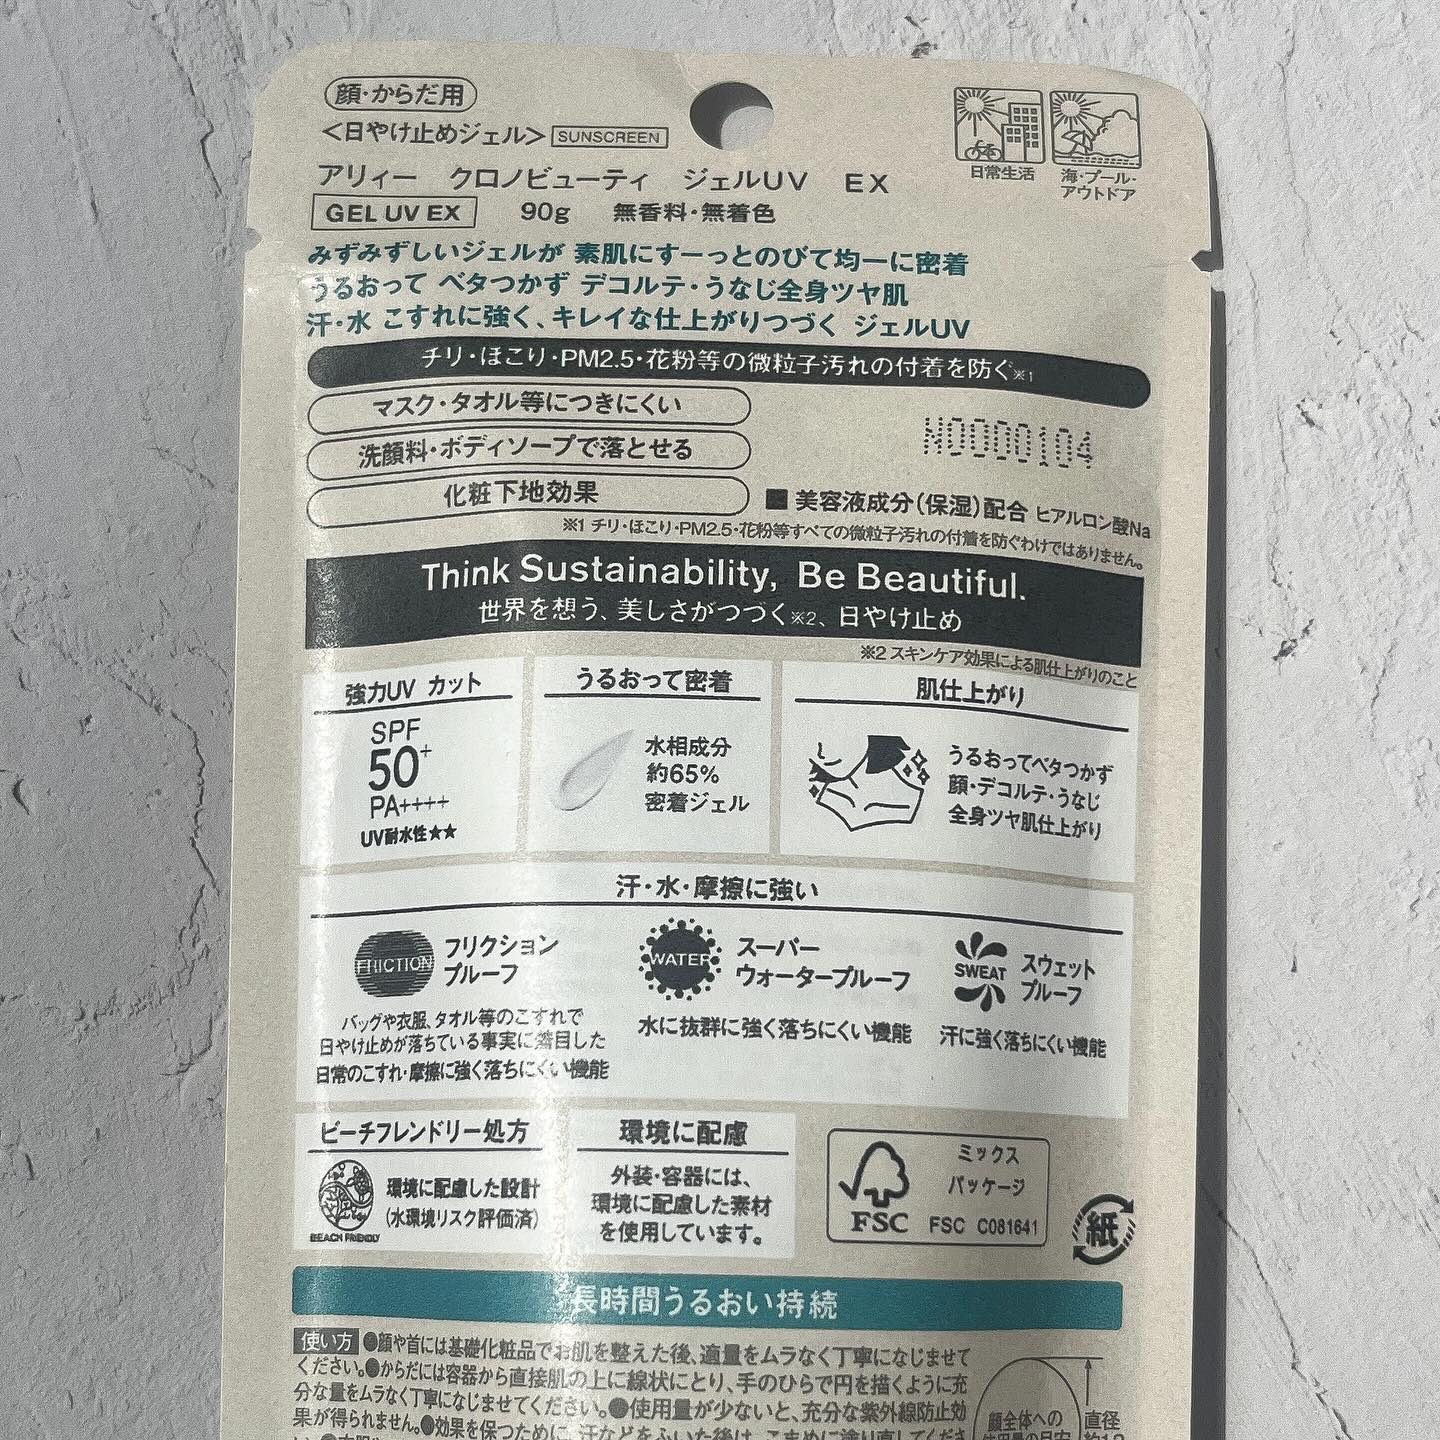 顔・からだ用
<日やけ止めジェル> SUNSCREEN
アリィー クロノビューティ ジェルUV EX
GEL UV EX 90g 無香料・無着色
日常生活
海・プール・
アウトドア
みずみずしいジェルが 素肌にすーっとのびて均一に密着
うるおって ベタつかず デコルテ・うなじ全身ツヤ肌
汗・水 こすれに強く、キレイな仕上がりつづく ジェルUV
チリ・ほこり・PM2.5・花粉等の微粒子汚れの付着を防ぐ※1
マスク・タオル等につきにくい
洗顔料・ボディソープで落とせる
化粧下地効果
N0000104
■ 美容液成分(保湿)配合 ヒアルロン酸Na
※1 チリ・ほこり・PM2.5・花粉等すべての微粒子汚れの付着を防ぐわけではありません。
Think Sustainability, Be Beautiful.
世界を想う、美しさがつづく※2、日やけ止め
※2 スキンケア効果による肌仕上がりのこと
強力UV カット
SPF
50+
PA++++
UV耐水性★★
うるおって密着
水相成分
約65%
密着ジェル
肌仕上がり
うるおってベタつかず
顔・デコルテ・うなじ
全身ツヤ肌仕上がり
汗・水・摩擦に強い
FRICTION
フリクション
プルーフ
バッグや衣服、タオル等のこすれで
日やけ止めが落ちている事実に着目した
日常のこすれ・摩擦に強く落ちにくい機能
WATER
スーパー
ウォータープルーフ
水に抜群に強く落ちにくい機能
SWEAT
スウェット
プルーフ
汗に強く落ちにくい機能
ビーチフレンドリー処方
BEACH FRIENDLY
環境に配慮した設計
(水環境リスク評価済)
環境に配慮
外装・容器には、
環境に配慮した素材
を使用しています。
FSC
ミックス
パッケージ
FSC C081641
紙
長時間うるおい持続
使い方 ●顔や首には基礎化粧品でお肌を整えた後、適量をムラなく丁寧になじませて
ください。●からだには容器から直接肌の上に線状にとり、手のひらで円を描くように充
分な量をムラなく丁寧になじませてください。●使用量が少ないと、充分な紫外線防止効
果が得られません。●効果を保つために、汗などをふいた後は、こまめに塗り直してくださ
顔全体への
直径